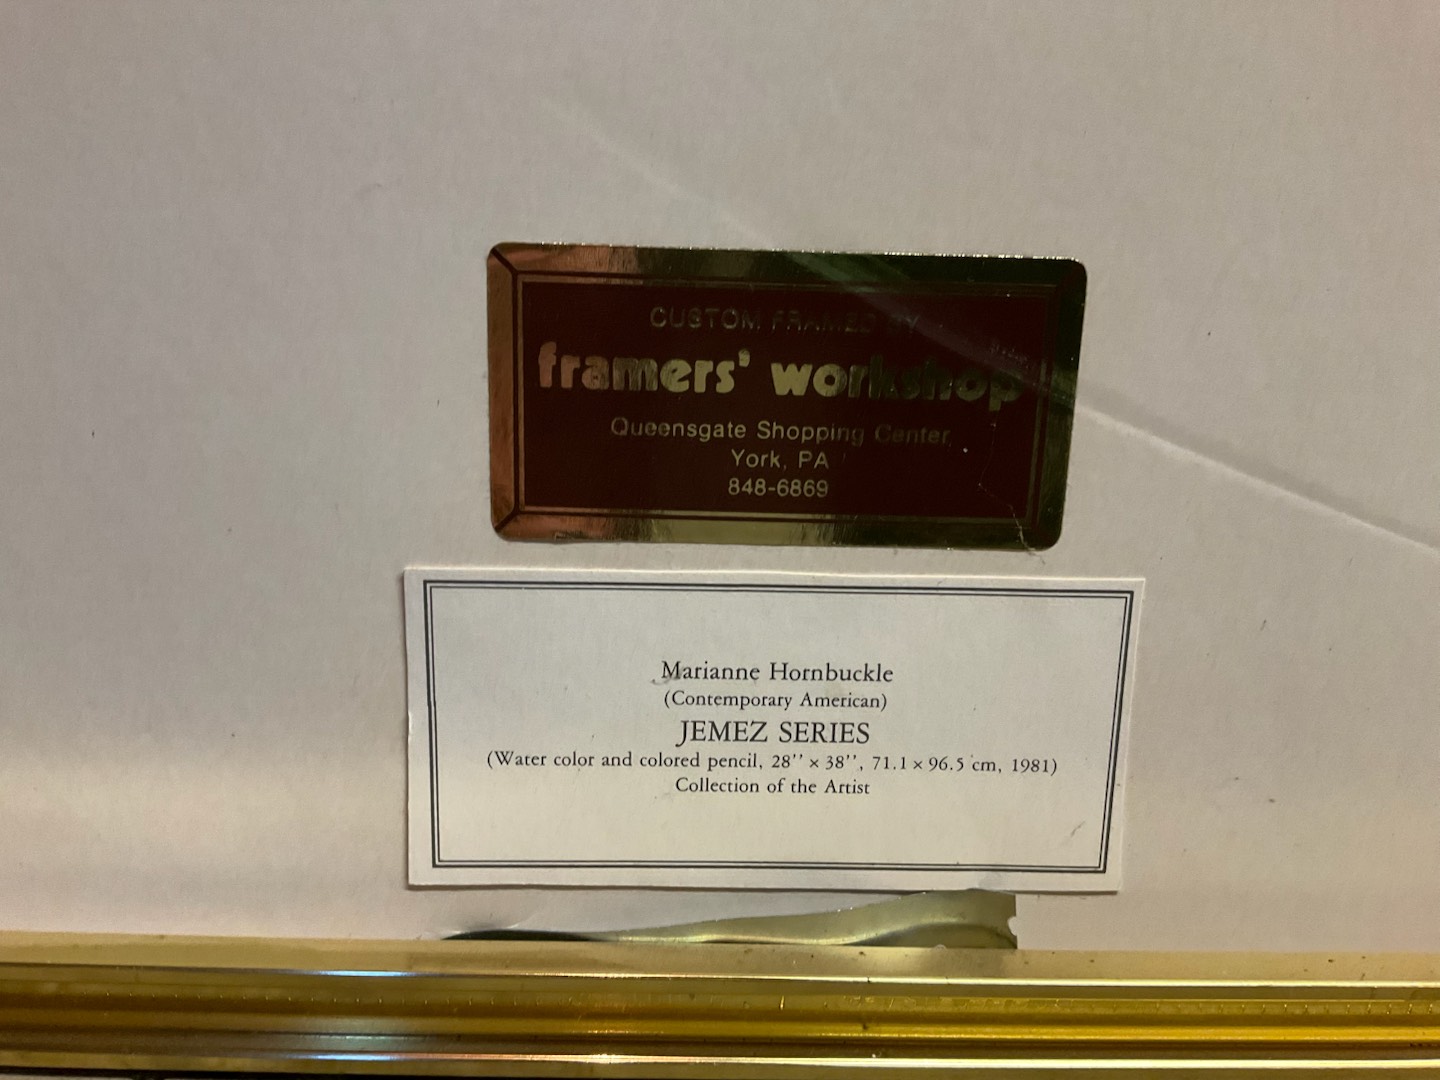 CUSTOM FRAMED BY
framers' workshop
Queensgate Shopping Center
York, PA
848-6869
Marianne Hornbuckle
(Contemporary American)
JEMEZ SERIES
(Water color and colored pencil, 28'' × 38'', 71.1 × 96.5 cm, 1981)
Collection of the Artist